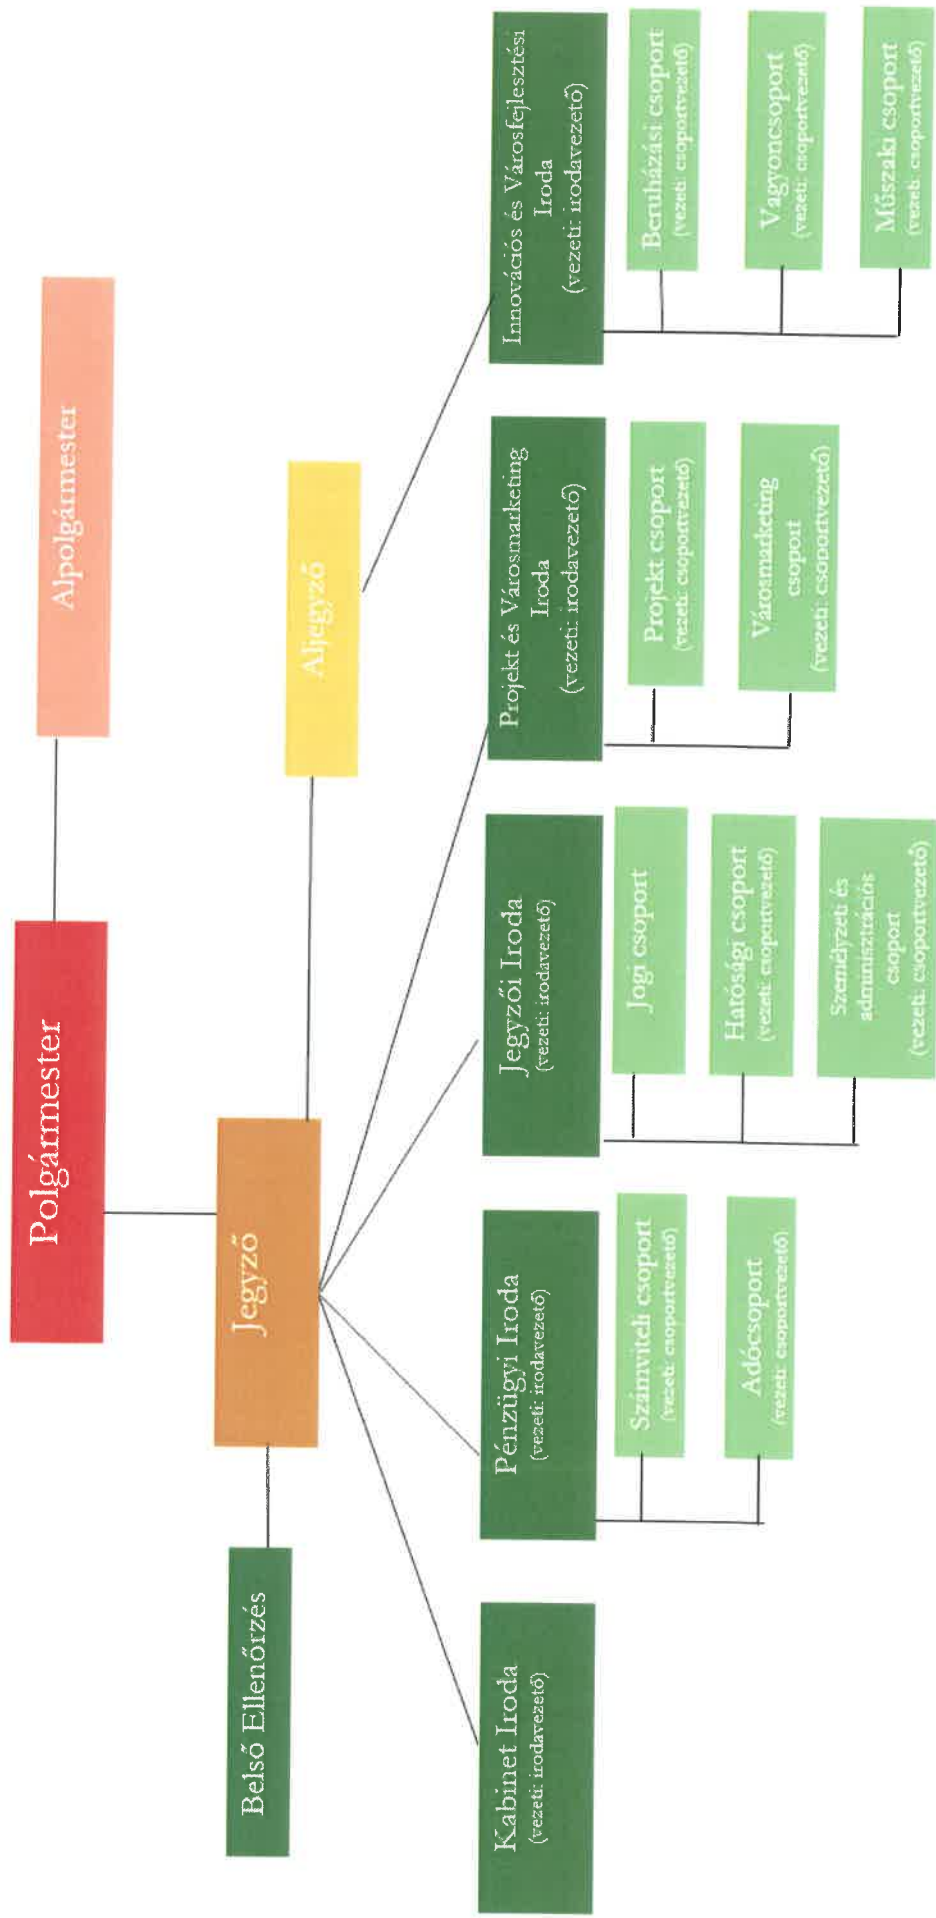 Polgármester
Alpolgármester
Belső Ellenőrzés
Jegyző
Aljegyző
Kabinet Iroda
(vezeti: irodavezető)
Pénzügyi Iroda
(vezeti: irodavezető)
Számviteli csoport
(vezeti: csoportvezető)
Adócsoport
(vezeti: csoportvezető)
Jegyzői Iroda
(vezeti: irodavezető)
Jogi csoport
Hatósági csoport
(vezeti: csoportvezető)
Személyzeti és
adminisztrációs
csoport
(vezeti: csoportvezető)
Projekt és Városmarketing
Iroda
(vezeti: irodavezető)
Projekt csoport
(vezeti: csoportvezető)
Városmarketing
csoport
(vezeti: csoportvezető)
Innovációs és Városfejlesztési
Iroda
(vezeti: irodavezető)
Beruházási csoport
(vezeti: csoportvezető)
Vagyoncsoport
(vezeti: csoportvezető)
Műszaki csoport
(vezeti: csoportvezető)